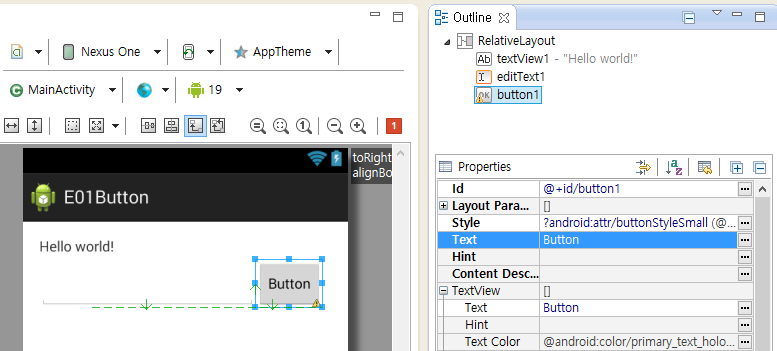 Nexus One
AppTheme
MainActivity
19
1
toRight
alignBo
E01Button
Hello world!
Button
Outline
RelativeLayout
Ab textView1 - "Hello world!"
I editText1
OK button1
Properties
Id @+id/button1 ...
Layout Para... [] ...
Style ?android:attr/buttonStyleSmall (@... ...
Text Button ...
Hint ...
Content Desc... ...
TextView []
Text Button ...
Hint ...
Text Color @android:color/primary_text_holo... ...